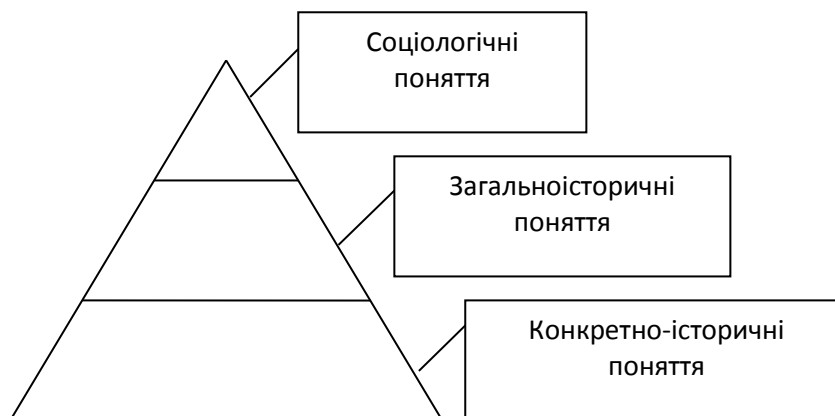 Соціологічні
поняття
Загальноісторичні
поняття
Конкретно-історичні
поняття